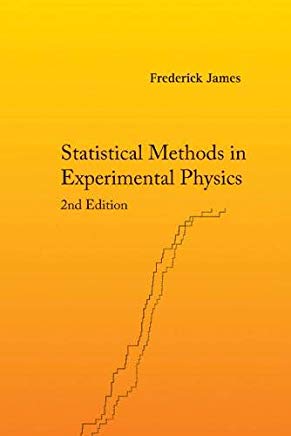 Frederick James
Statistical Methods in
Experimental Physics
2nd Edition